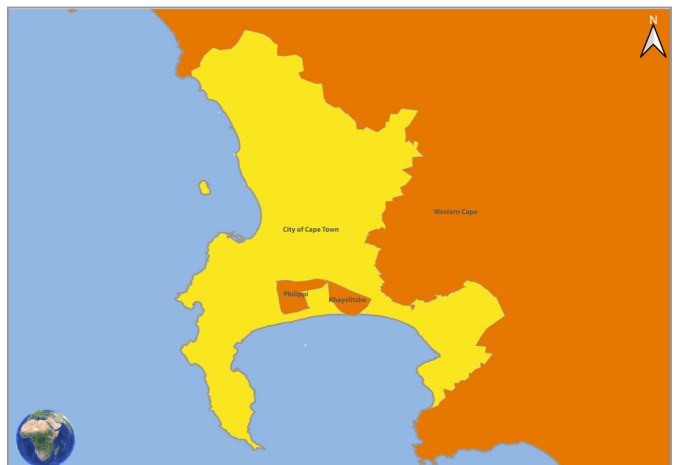 N
Western Cape
City of Cape Town
Philippi
Khayelitsha